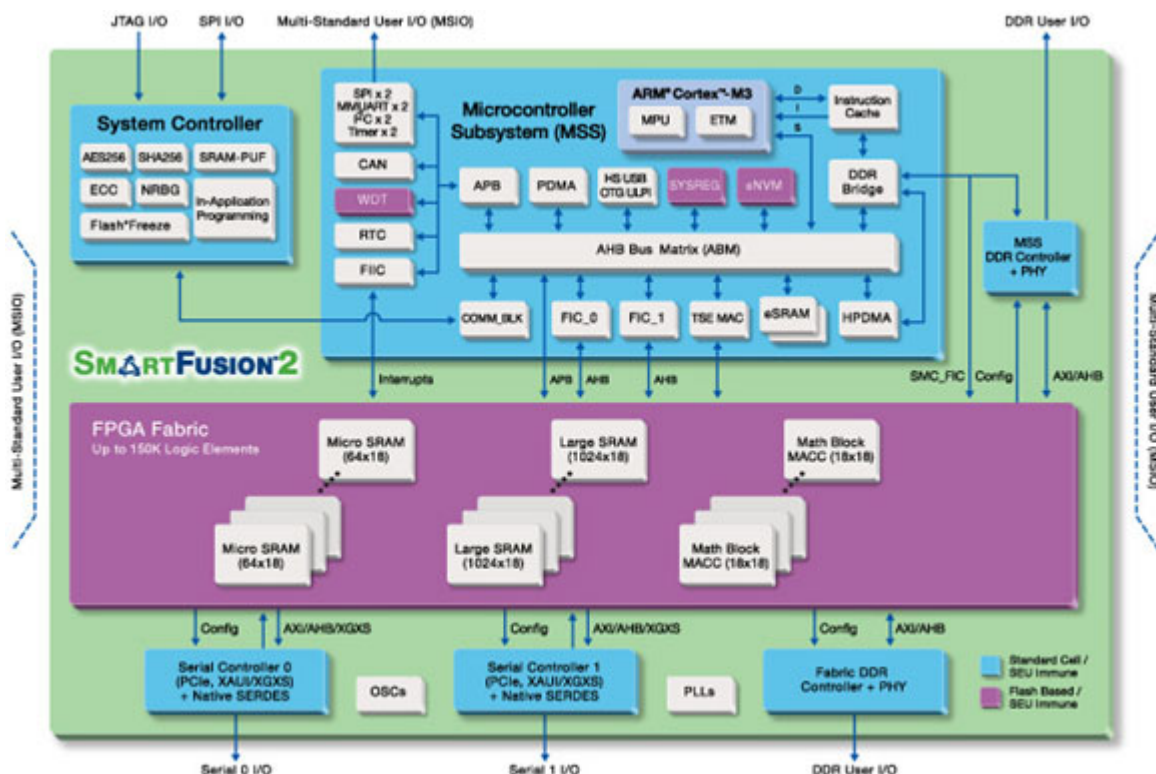 JTAG I/O
SPI I/O
Multi-Standard User I/O (MSIO)
DDR User I/O
System Controller
AES256
SHA256
SRAM-PUF
ECC
NRBG
In-Application
Programming
Flash*Freeze
SPI x 2
MMUART x 2
I²C x 2
Timer x 2
CAN
WDT
RTC
FIIC
Microcontroller
Subsystem (MSS)
ARM® Cortex™-M3
MPU
ETM
D
I
S
Instruction
Cache
DDR
Bridge
APB
PDMA
HS USB
OTG ULPI
SYSREG
eNVM
AHB Bus Matrix (ABM)
COMM_BLK
FIC_0
FIC_1
TSE MAC
eSRAM
HPDMA
MSS
DDR Controller
+ PHY
Multi-Standard User I/O (MSIO)
Multi-Standard User I/O (MSIO)
SMARTFUSION™2
Interrupts
APB
AHB
AHB
SMC_FIC
Config
AXI/AHB
FPGA Fabric
Up to 150K Logic Elements
Micro SRAM
(64x18)
Large SRAM
(1024x18)
Math Block
MACC (18x18)
Micro SRAM
(64x18)
Large SRAM
(1024x18)
Math Block
MACC (18x18)
Config
AXI/AHB/XGXS
Config
AXI/AHB/XGXS
Config
AXI/AHB
Serial Controller 0
(PCIe, XAUI/XGXS)
+ Native SERDES
OSCs
Serial Controller 1
(PCIe, XAUI/XGXS)
+ Native SERDES
PLLs
Fabric DDR
Controller + PHY
Standard Cell /
SEU Immune
Flash Based /
SEU Immune
Serial 0 I/O
Serial 1 I/O
DDR User I/O